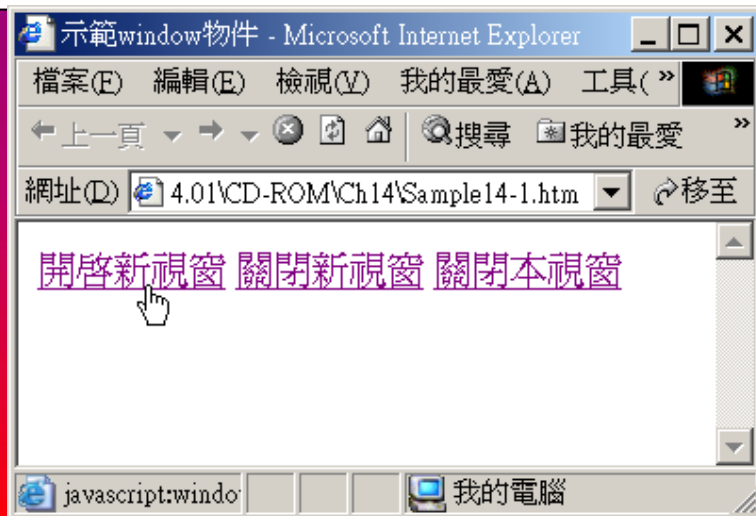 示範window物件 - Microsoft Internet Explorer
檔案(F) 編輯(E) 檢視(V) 我的最愛(A) 工具( »
上一頁 搜尋 我的最愛 »
網址(D) 4.01\CD-ROM\Ch14\Sample14-1.htm 移至
開啓新視窗 關閉新視窗 關閉本視窗
javascript:windo 我的電腦